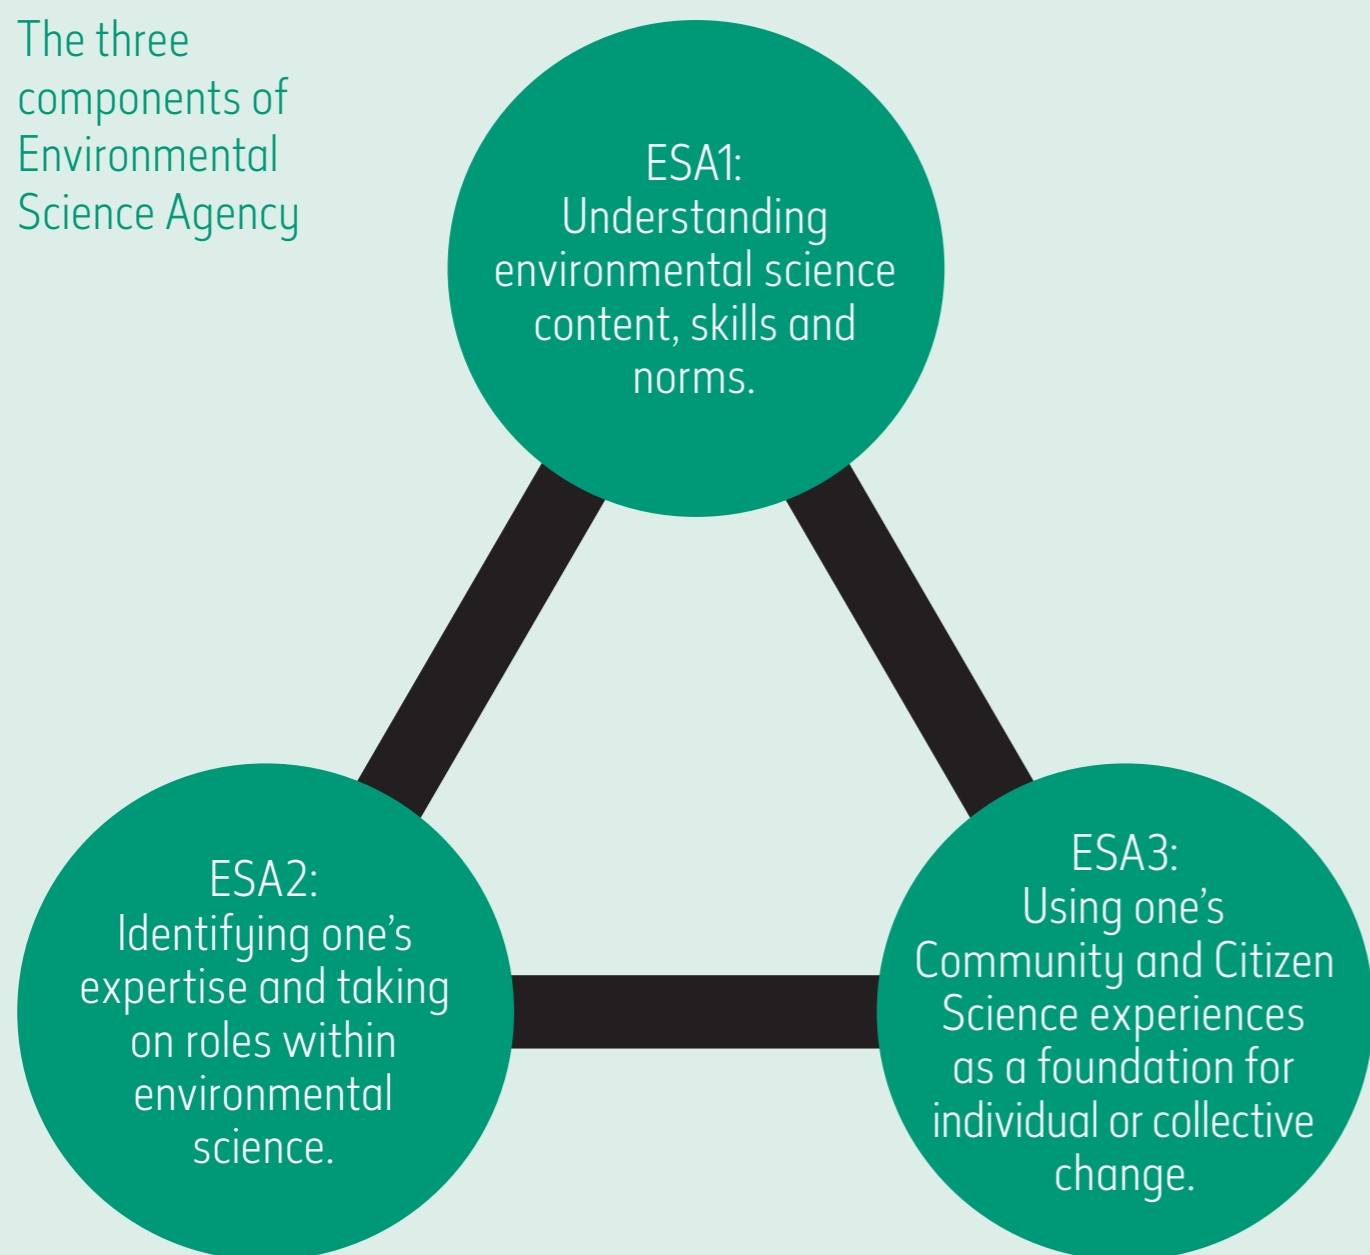 The three
components of
Environmental
Science Agency
ESA1:
Understanding
environmental science
content, skills and
norms.
ESA2:
Identifying one’s
expertise and taking
on roles within
environmental
science.
ESA3:
Using one’s
Community and Citizen
Science experiences
as a foundation for
individual or collective
change.